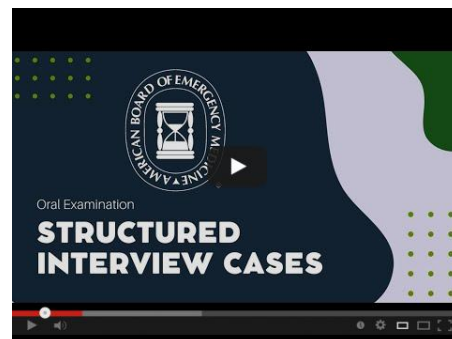 AMERICAN BOARD OF EMERGENCY MEDICINE
Oral Examination
STRUCTURED
INTERVIEW CASES